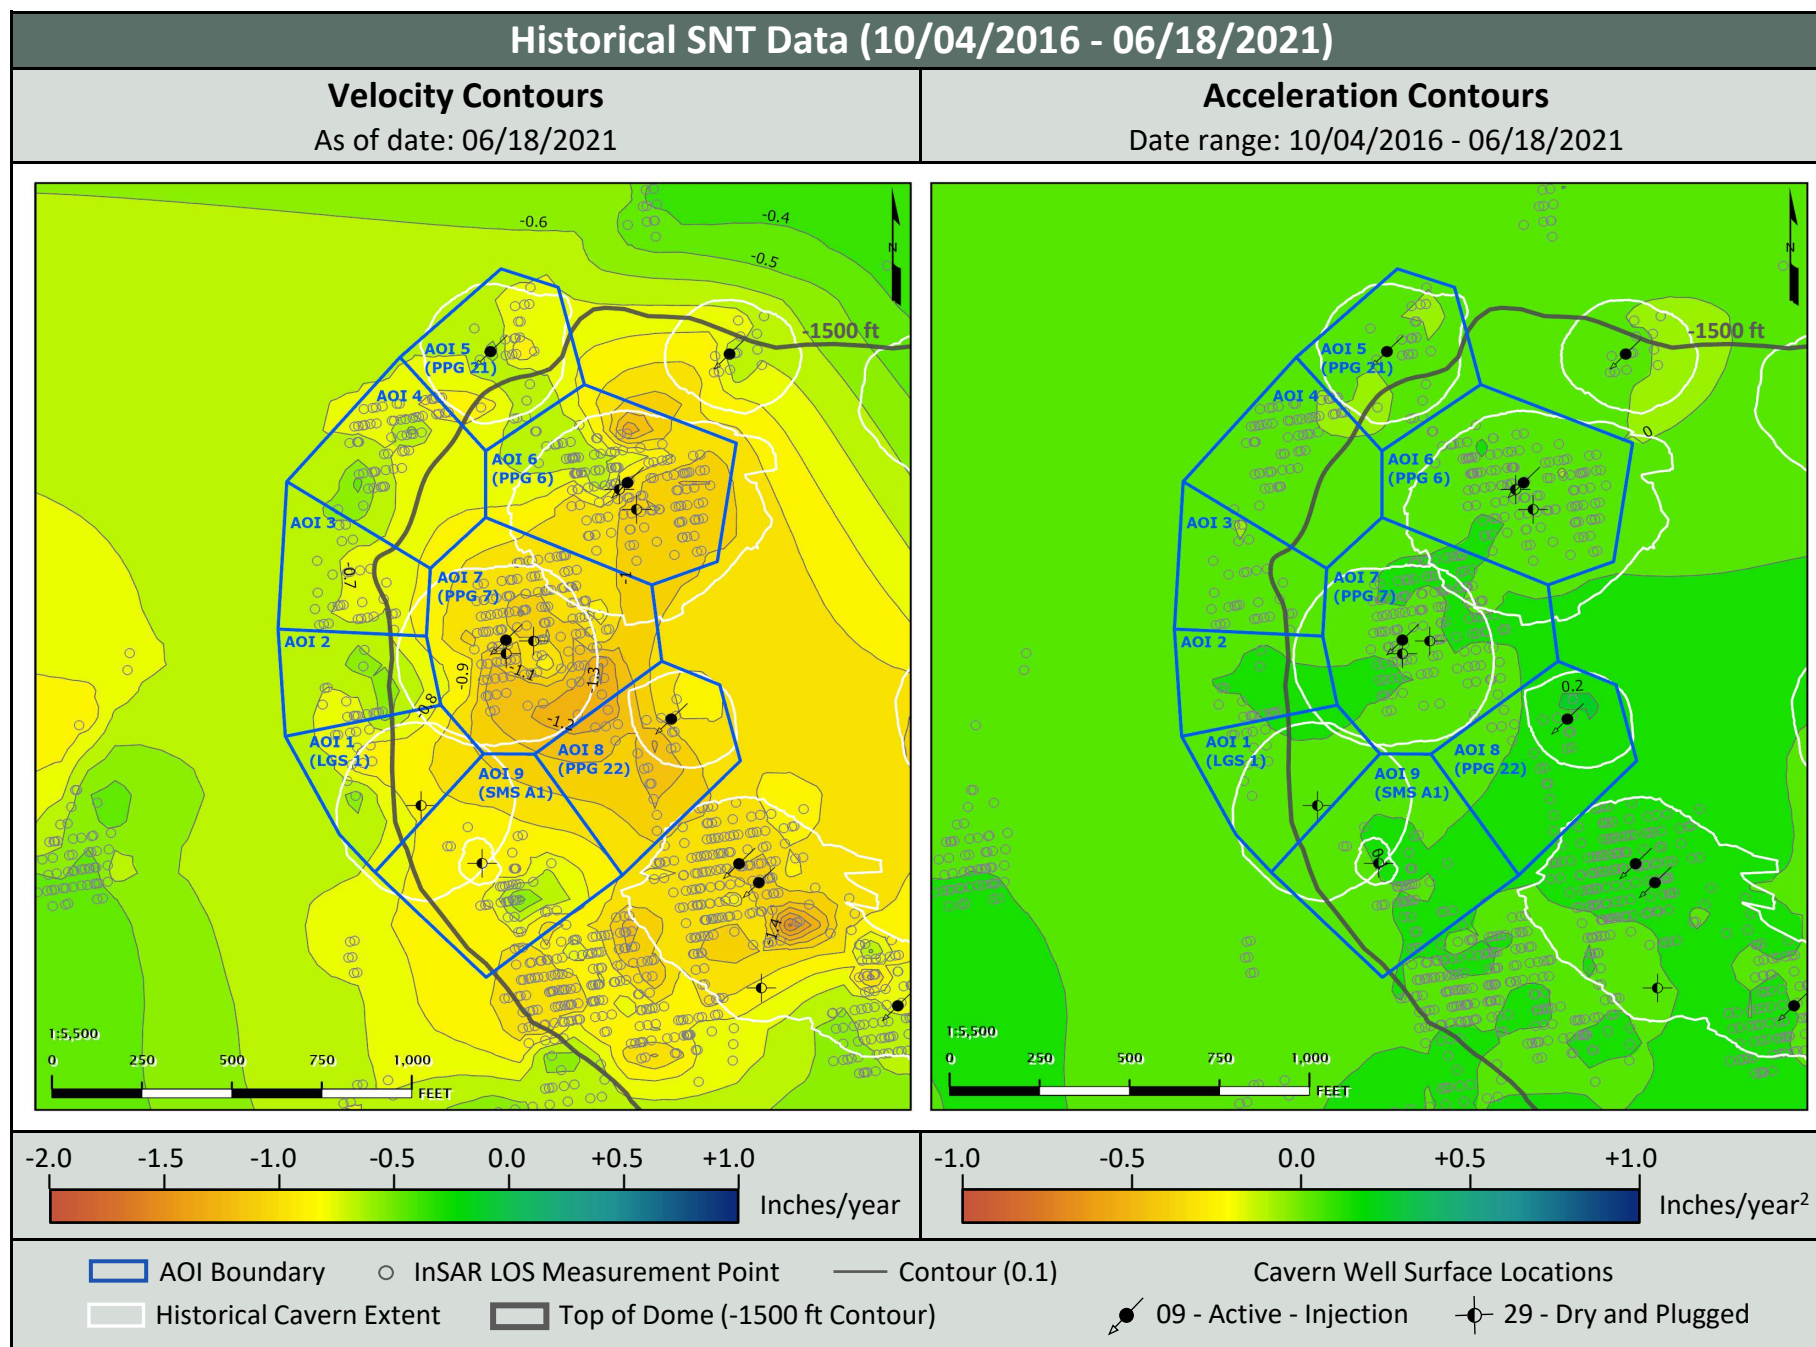 Historical SNT Data (10/04/2016 - 06/18/2021)
Velocity Contours
As of date: 06/18/2021
Acceleration Contours
Date range: 10/04/2016 - 06/18/2021
-0.6
-0.4
-0.5
N
-1500 ft
AOI 5
(PPG 21)
AOI 4
AOI 6
(PPG 6)
AOI 3
-0.7
-1
AOI 7
(PPG 7)
AOI 2
-0.9
-1.1
-1.3
-0.8
-1.2
AOI 1
(LGS 1)
AOI 8
(PPG 22)
AOI 9
(SMS A1)
-1.4
1:5,500
0 250 500 750 1,000
FEET
N
-1500 ft
AOI 5
(PPG 21)
AOI 4
0
AOI 6
(PPG 6)
AOI 3
AOI 7
(PPG 7)
AOI 2
0.2
AOI 1
(LGS 1)
AOI 8
(PPG 22)
AOI 9
(SMS A1)
1:5,500
0 250 500 750 1,000
FEET
-2.0 -1.5 -1.0 -0.5 0.0 +0.5 +1.0
Inches/year
-1.0 -0.5 0.0 +0.5 +1.0
Inches/year²
AOI Boundary InSAR LOS Measurement Point Contour (0.1) Cavern Well Surface Locations
Historical Cavern Extent Top of Dome (-1500 ft Contour) 09 - Active - Injection 29 - Dry and Plugged